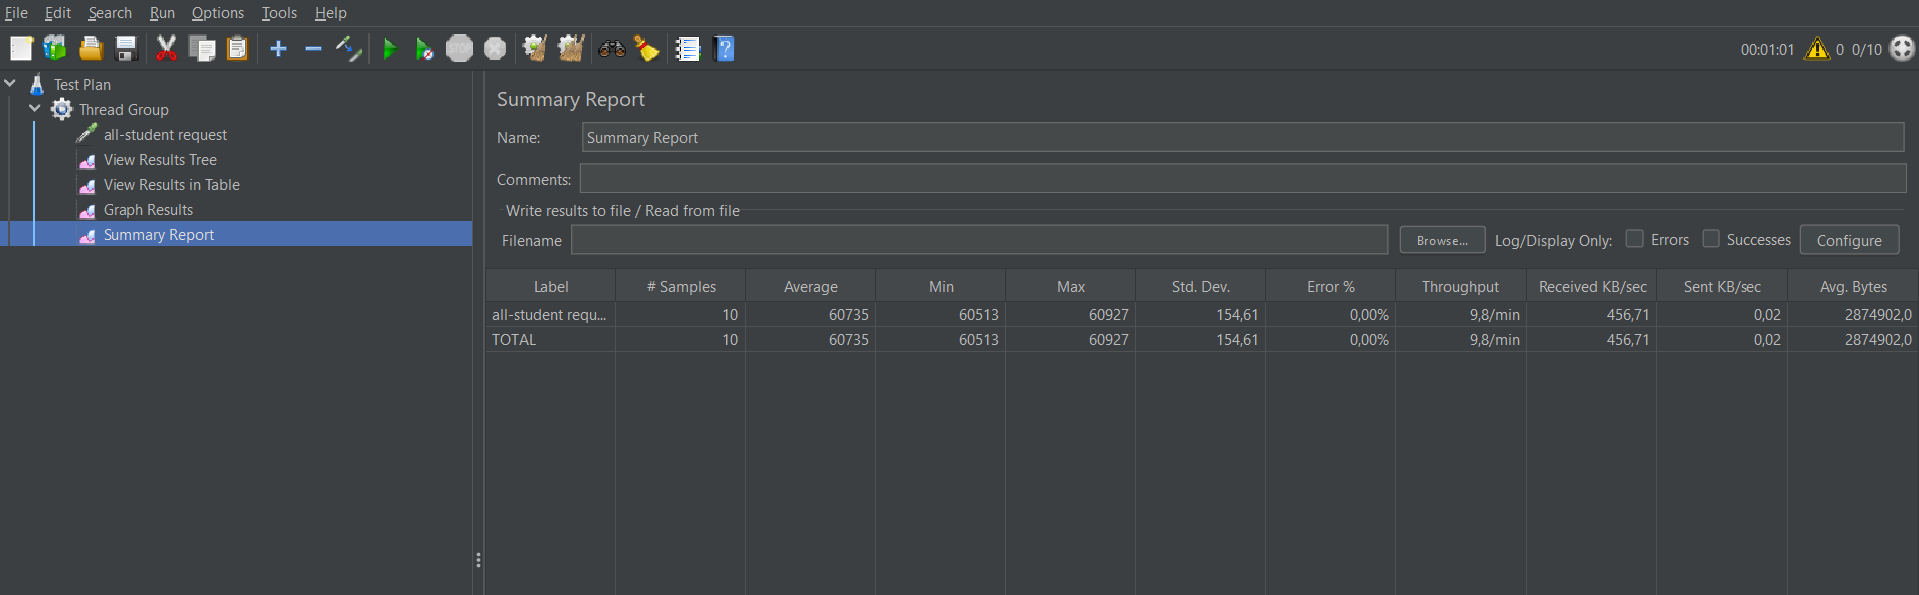 File Edit Search Run Options Tools Help
STOP
00:01:01 0 0/10
Test Plan
Thread Group
all-student request
View Results Tree
View Results in Table
Graph Results
Summary Report
Summary Report
Name: Summary Report
Comments:
Write results to file / Read from file
Filename Browse... Log/Display Only: Errors Successes Configure
Label # Samples Average Min Max Std. Dev. Error % Throughput Received KB/sec Sent KB/sec Avg. Bytes
all-student requ... 10 60735 60513 60927 154,61 0,00% 9,8/min 456,71 0,02 2874902,0
TOTAL 10 60735 60513 60927 154,61 0,00% 9,8/min 456,71 0,02 2874902,0